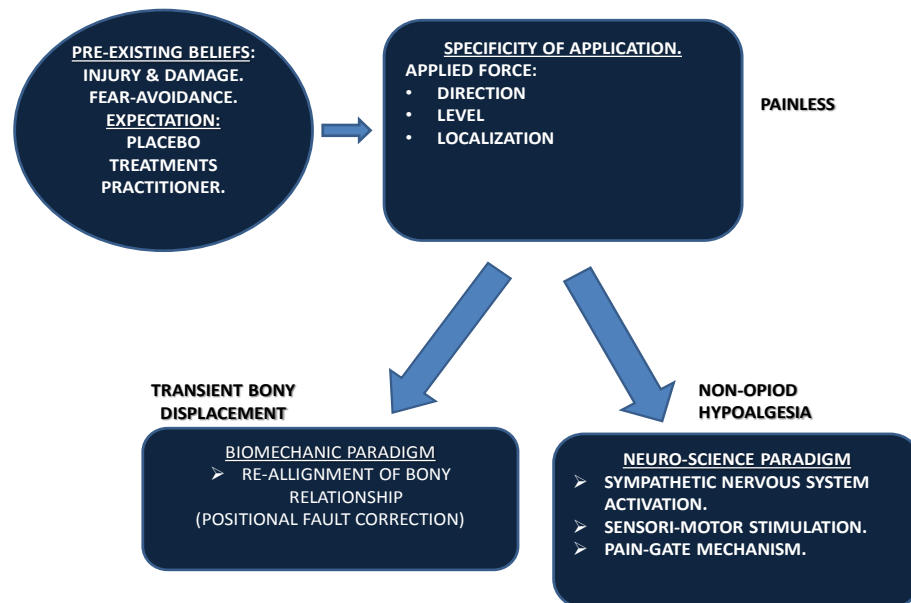 PRE-EXISTING BELIEFS:
INJURY & DAMAGE.
FEAR-AVOIDANCE.
EXPECTATION:
PLACEBO
TREATMENTS
PRACTITIONER.
SPECIFICITY OF APPLICATION.
APPLIED FORCE:
• DIRECTION
• LEVEL
• LOCALIZATION
PAINLESS
TRANSIENT BONY
DISPLACEMENT
BIOMECHANIC PARADIGM
➢ RE-ALLIGNMENT OF BONY
RELATIONSHIP
(POSITIONAL FAULT CORRECTION)
NON-OPIOD
HYPOALGESIA
NEURO-SCIENCE PARADIGM
➢ SYMPATHETIC NERVOUS SYSTEM
ACTIVATION.
➢ SENSORI-MOTOR STIMULATION.
➢ PAIN-GATE MECHANISM.